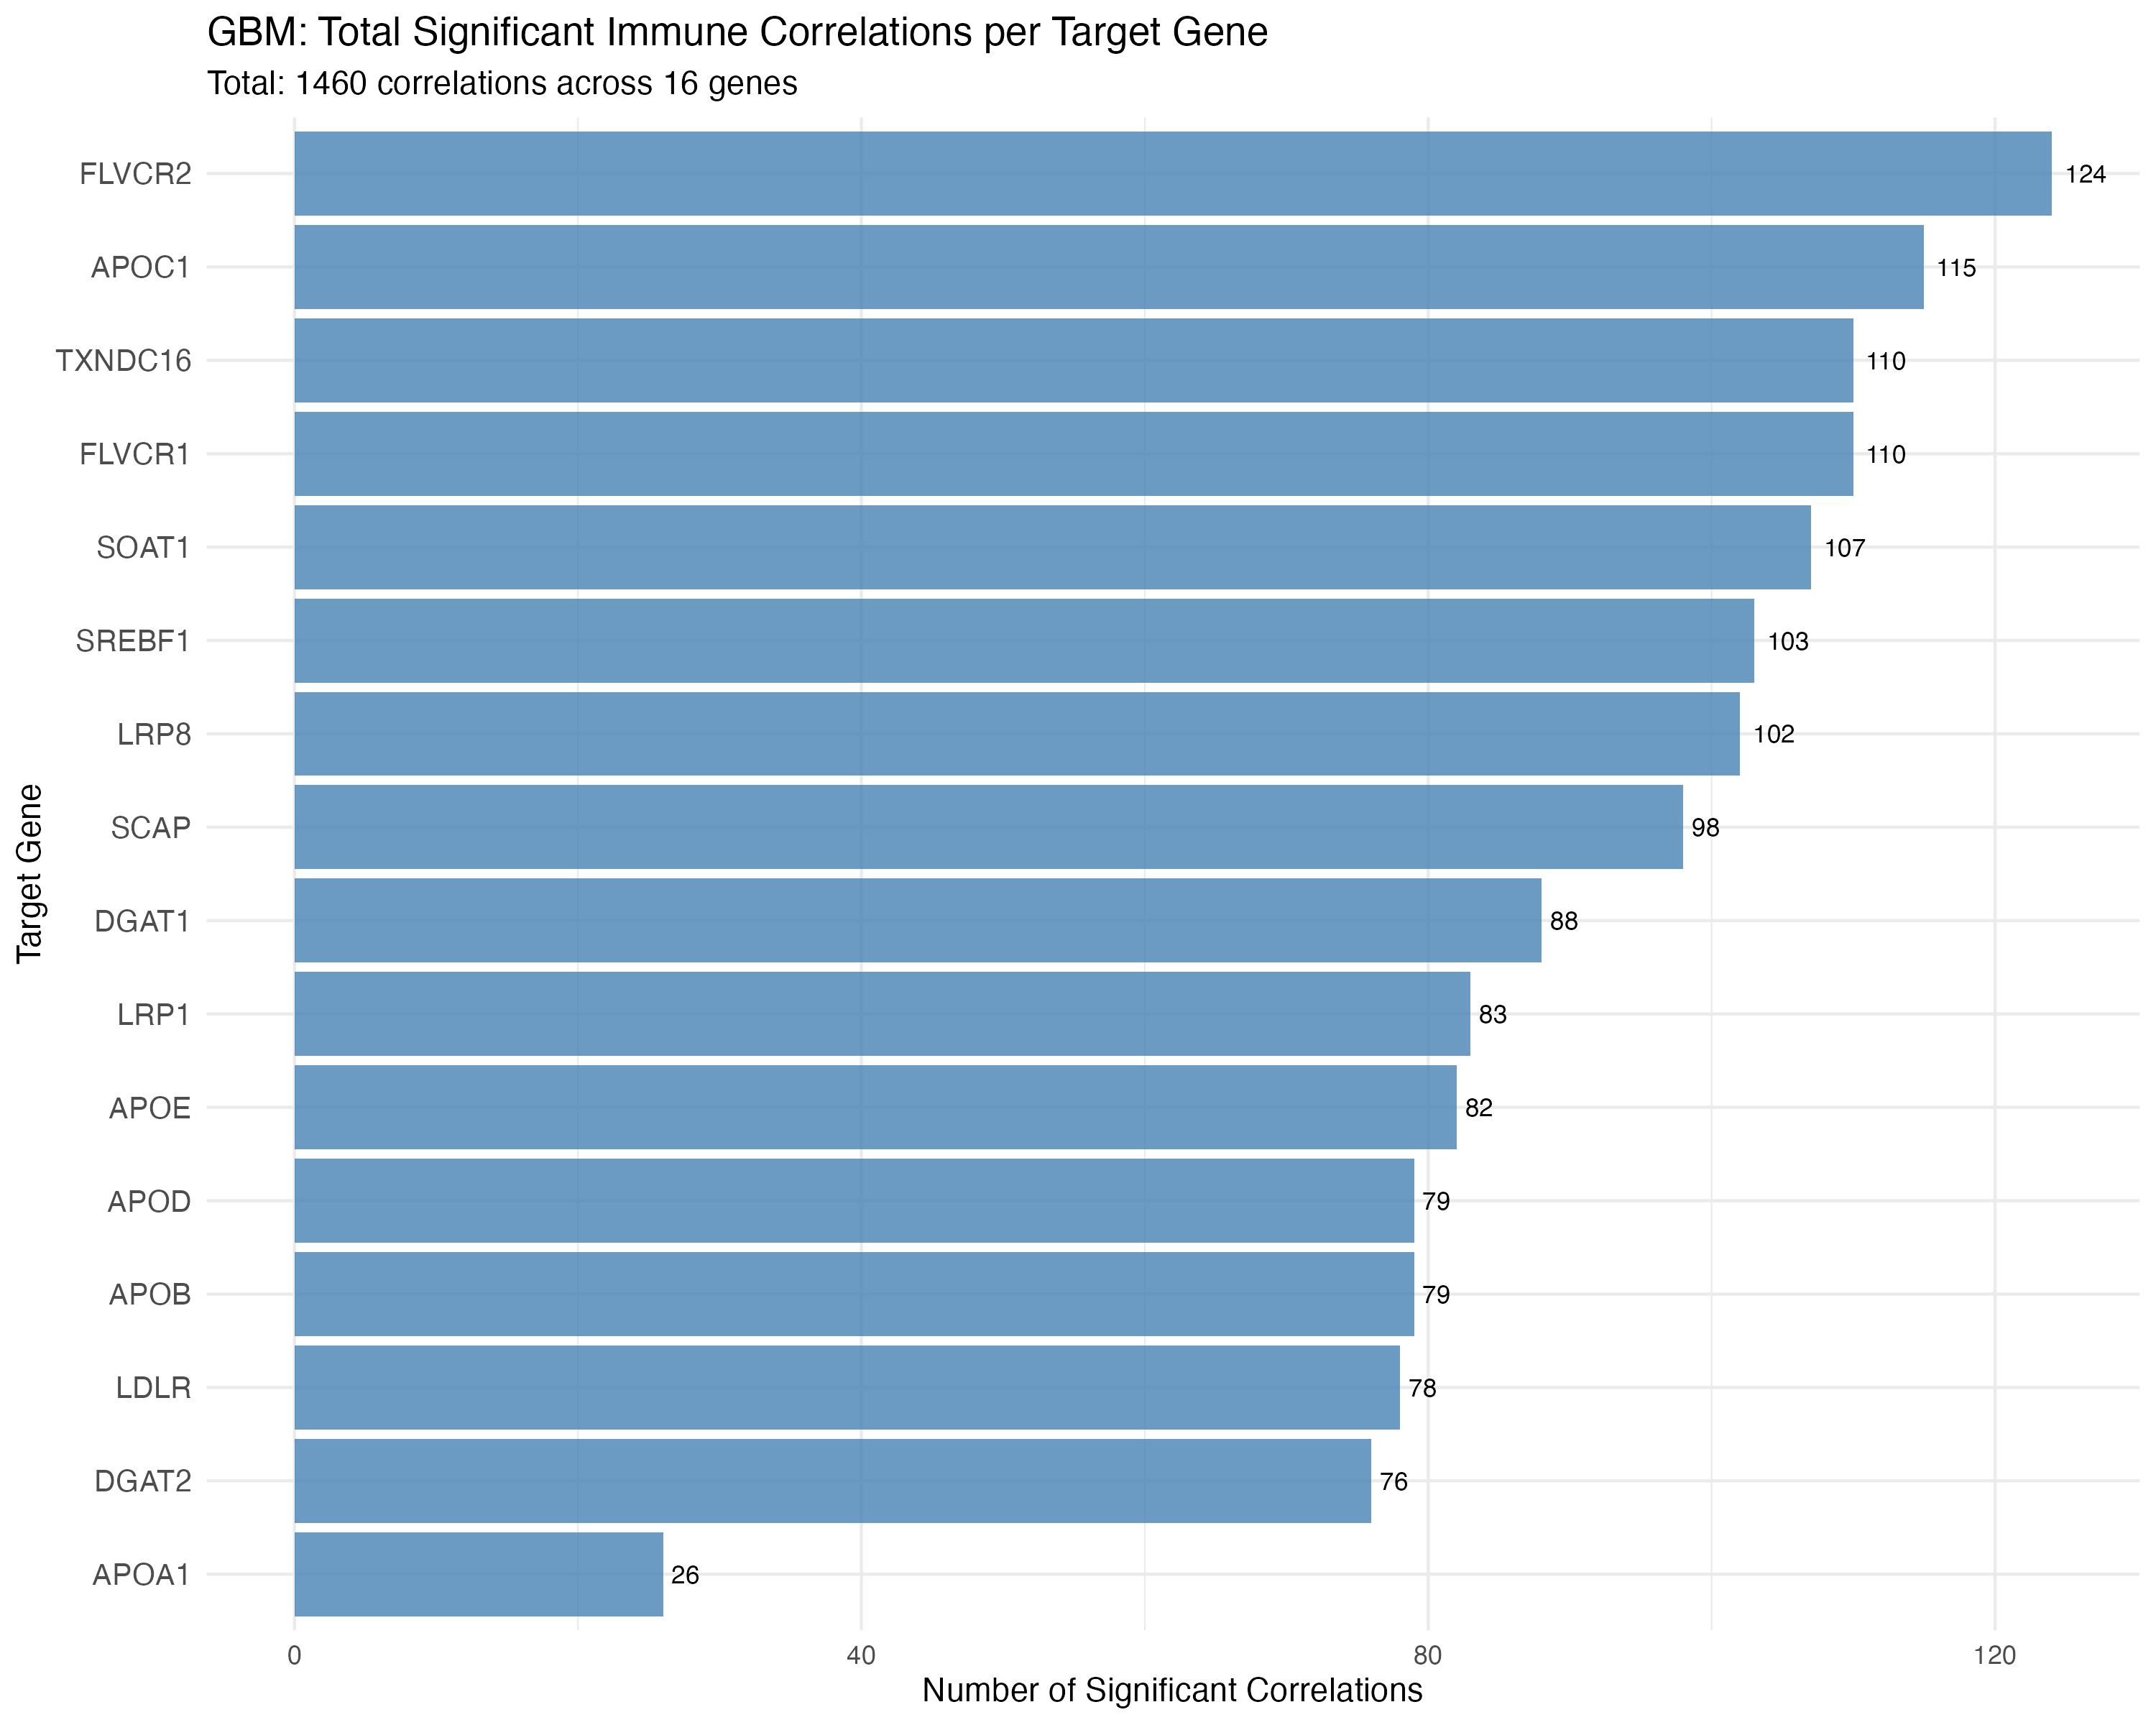 GBM: Total Significant Immune Correlations per Target Gene
Total: 1460 correlations across 16 genes
Target Gene
FLVCR2 124
APOC1 115
TXNDC16 110
FLVCR1 110
SOAT1 107
SREBF1 103
LRP8 102
SCAP 98
DGAT1 88
LRP1 83
APOE 82
APOD 79
APOB 79
LDLR 78
DGAT2 76
APOA1 26
0 40 80 120
Number of Significant Correlations